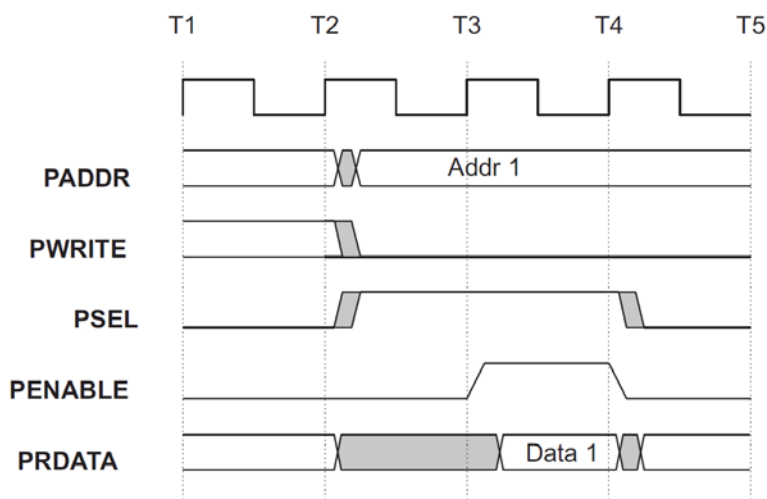 T1 T2 T3 T4 T5
PADDR Addr 1
PWRITE
PSEL
PENABLE
PRDATA Data 1